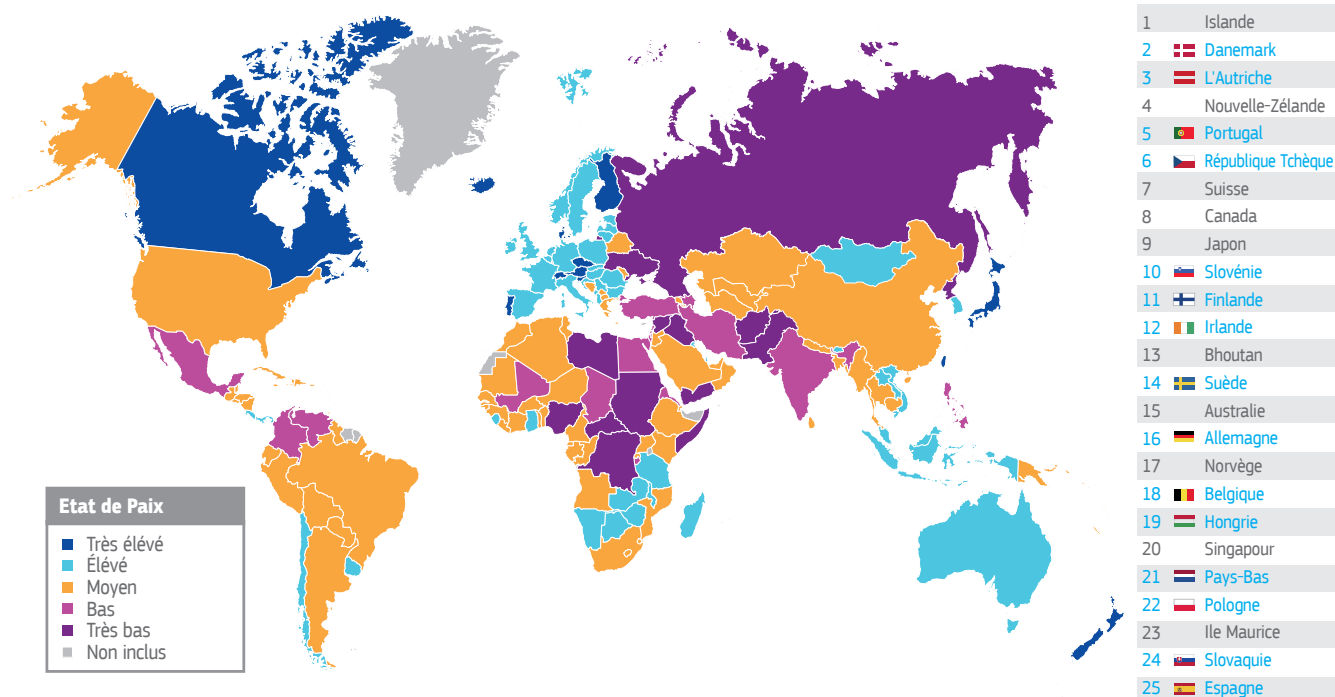 Etat de Paix
Très élévé
Élévé
Moyen
Bas
Très bas
Non inclus
1 Islande
2 Danemark
3 L'Autriche
4 Nouvelle-Zélande
5 Portugal
6 République Tchèque
7 Suisse
8 Canada
9 Japon
10 Slovénie
11 Finlande
12 Irlande
13 Bhoutan
14 Suède
15 Australie
16 Allemagne
17 Norvège
18 Belgique
19 Hongrie
20 Singapour
21 Pays-Bas
22 Pologne
23 Ile Maurice
24 Slovaquie
25 Espagne